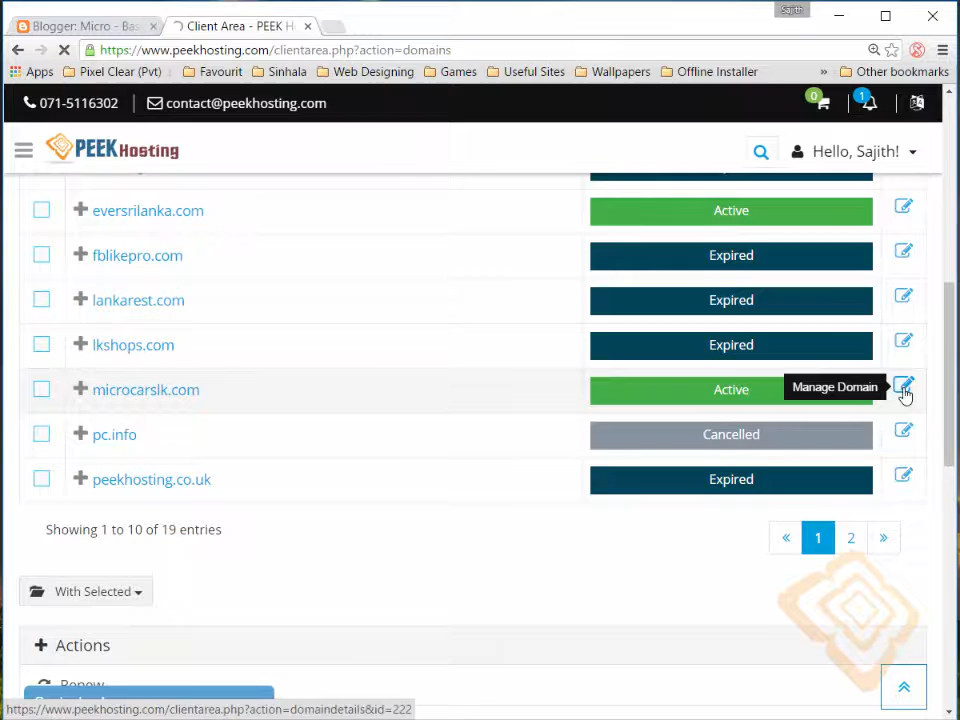 Sajith
Blogger: Micro - Bas
Client Area - PEEK H
https://www.peekhosting.com/clientarea.php?action=domains
Apps
Pixel Clear (Pvt)
Favourit
Sinhala
Web Designing
Games
Useful Sites
Wallpapers
Offline Installer
»
Other bookmarks
071-5116302
contact@peekhosting.com
0
1
PEEK Hosting
Hello, Sajith!
eversrilanka.com
Active
fblikepro.com
Expired
lankarest.com
Expired
lkshops.com
Expired
microcarslk.com
Active
Manage Domain
pc.info
Cancelled
peekhosting.co.uk
Expired
Showing 1 to 10 of 19 entries
« 1 2 »
With Selected
Actions
Renew
https://www.peekhosting.com/clientarea.php?action=domaindetails&id=222